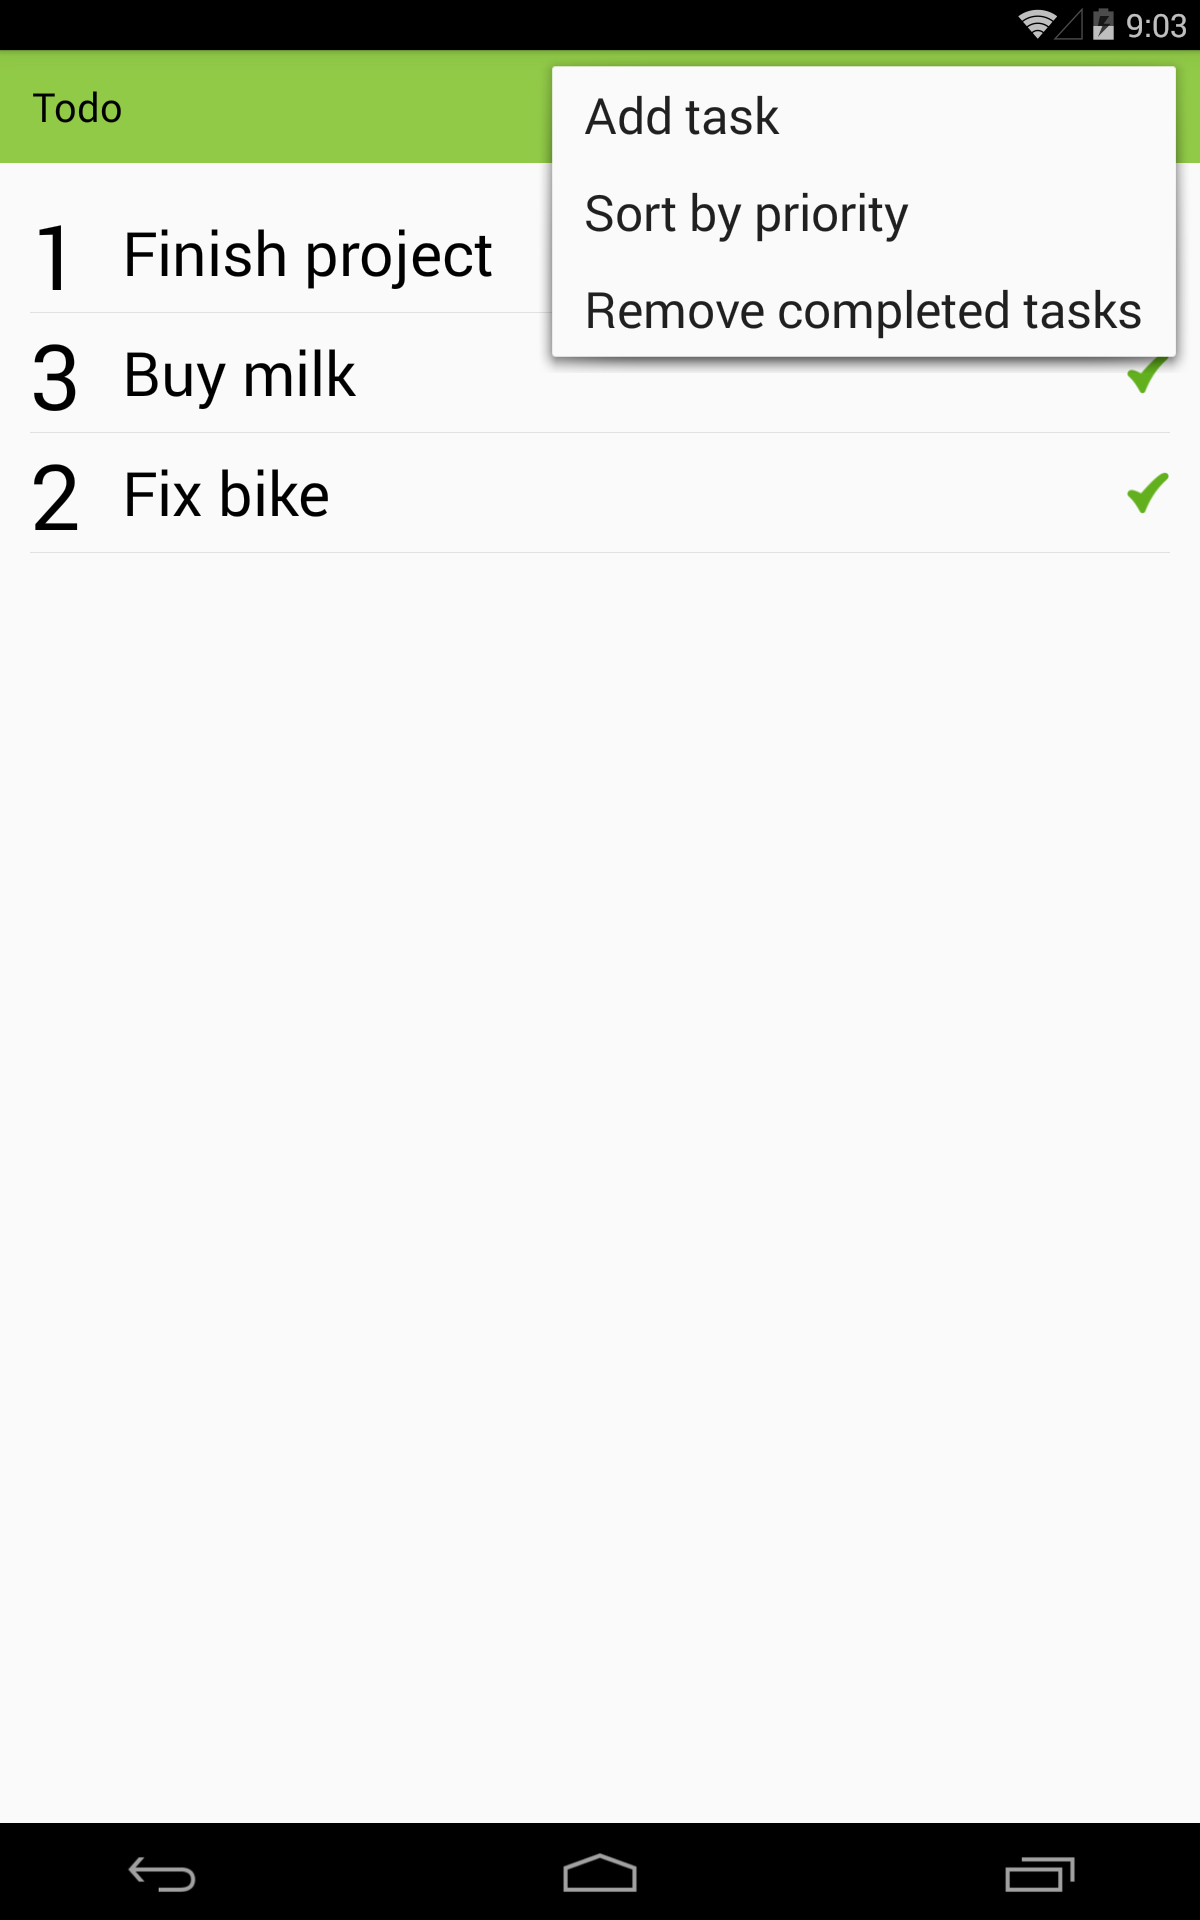 9:03
Todo
Add task
Sort by priority
Remove completed tasks
1 Finish project
3 Buy milk
2 Fix bike